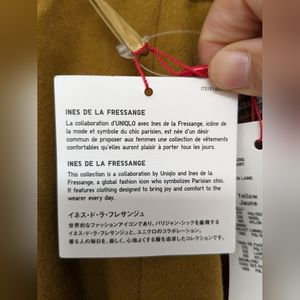 INES DE LA FRESSANGE
La collaboration d'UNIQLO avec Ines de la Fressange, icône de
la mode et symbole du chic parisien, est née d'un désir
commun de proposer aux femmes une collection de vêtements
confortables qu'elles auront plaisir à porter tous les jours.
INES DE LA FRESSANGE
This collection is a collaboration by Uniqlo and Ines de la
Fressange, a global fashion icon who symbolizes Parisian chic.
It features clothing designed to bring joy and comfort to the
wearer every day.
イネス・ド・ラ・フレサンジュ
世界的なファッションアイコンであり、パリジャン・シックを象徴する
イネス・ド・ラ・フレサンジュと、ユニクロのコラボレーション。
着る人の毎日を、楽しく、心地よくする服を追求したコレクションです。
Yellow
Jaune